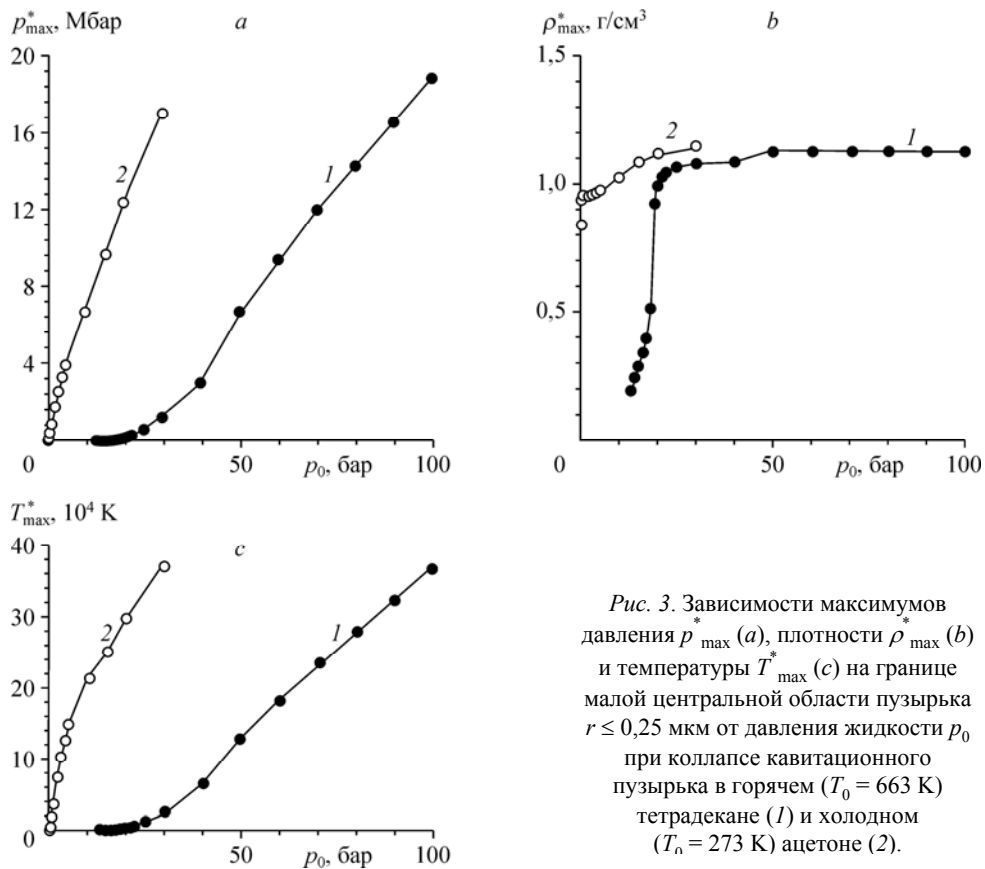 p*max, Мбар
a
20
16
12
8
4
0
2
1
50
100
p0, бар
ρ*max, г/см³
b
1,5
1,0
0,5
0
2
1
50
100
p0, бар
T*max, 10⁴ K
c
40
30
20
10
0
2
1
50
100
p0, бар
Рис. 3. Зависимости максимумов
давления p*max (a), плотности ρ*max (b)
и температуры T*max (c) на границе
малой центральной области пузырька
r ≤ 0,25 мкм от давления жидкости p0
при коллапсе кавитационного
пузырька в горячем (T0 = 663 K)
тетрадекане (1) и холодном
(T0 = 273 K) ацетоне (2).